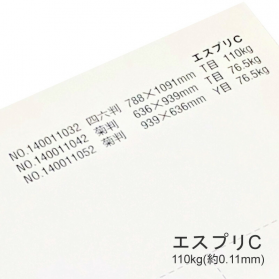 エスプリC
NO.140011032 四六判 788×1091mm T目 110kg
NO.140011042 菊判 636×939mm T目 76.5kg
NO.140011052 菊判 939×636mm Y目 76.5kg
エスプリC
110kg(約0.11mm)